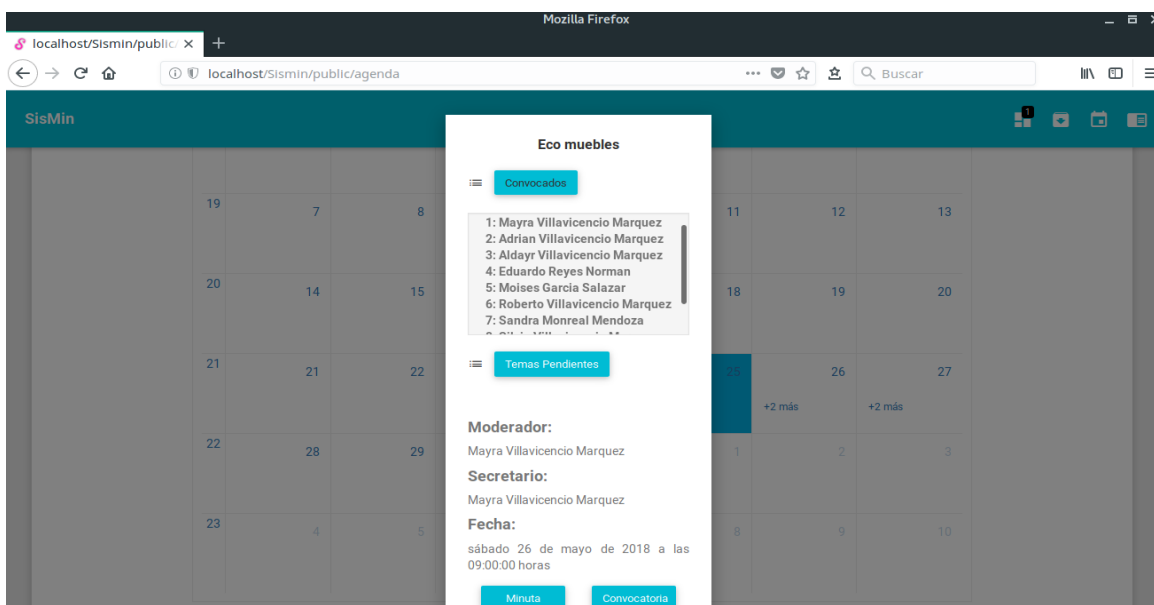 Mozilla Firefox
localhost/Sismin/public/
localhost/Sismin/public/agenda
Buscar
SisMin
1
Eco muebles
Convocados
1: Mayra Villavicencio Marquez
2: Adrian Villavicencio Marquez
3: Aldayr Villavicencio Marquez
4: Eduardo Reyes Norman
5: Moises Garcia Salazar
6: Roberto Villavicencio Marquez
7: Sandra Monreal Mendoza
Temas Pendientes
Moderador:
Mayra Villavicencio Marquez
Secretario:
Mayra Villavicencio Marquez
Fecha:
sábado 26 de mayo de 2018 a las
09:00:00 horas
Minuta Convocatoria
19 7 8 11 12 13
20 14 15 18 19 20
21 21 22 25 26 27
+2 más +2 más
22 28 29 1 2 3
23 4 5 8 9 10